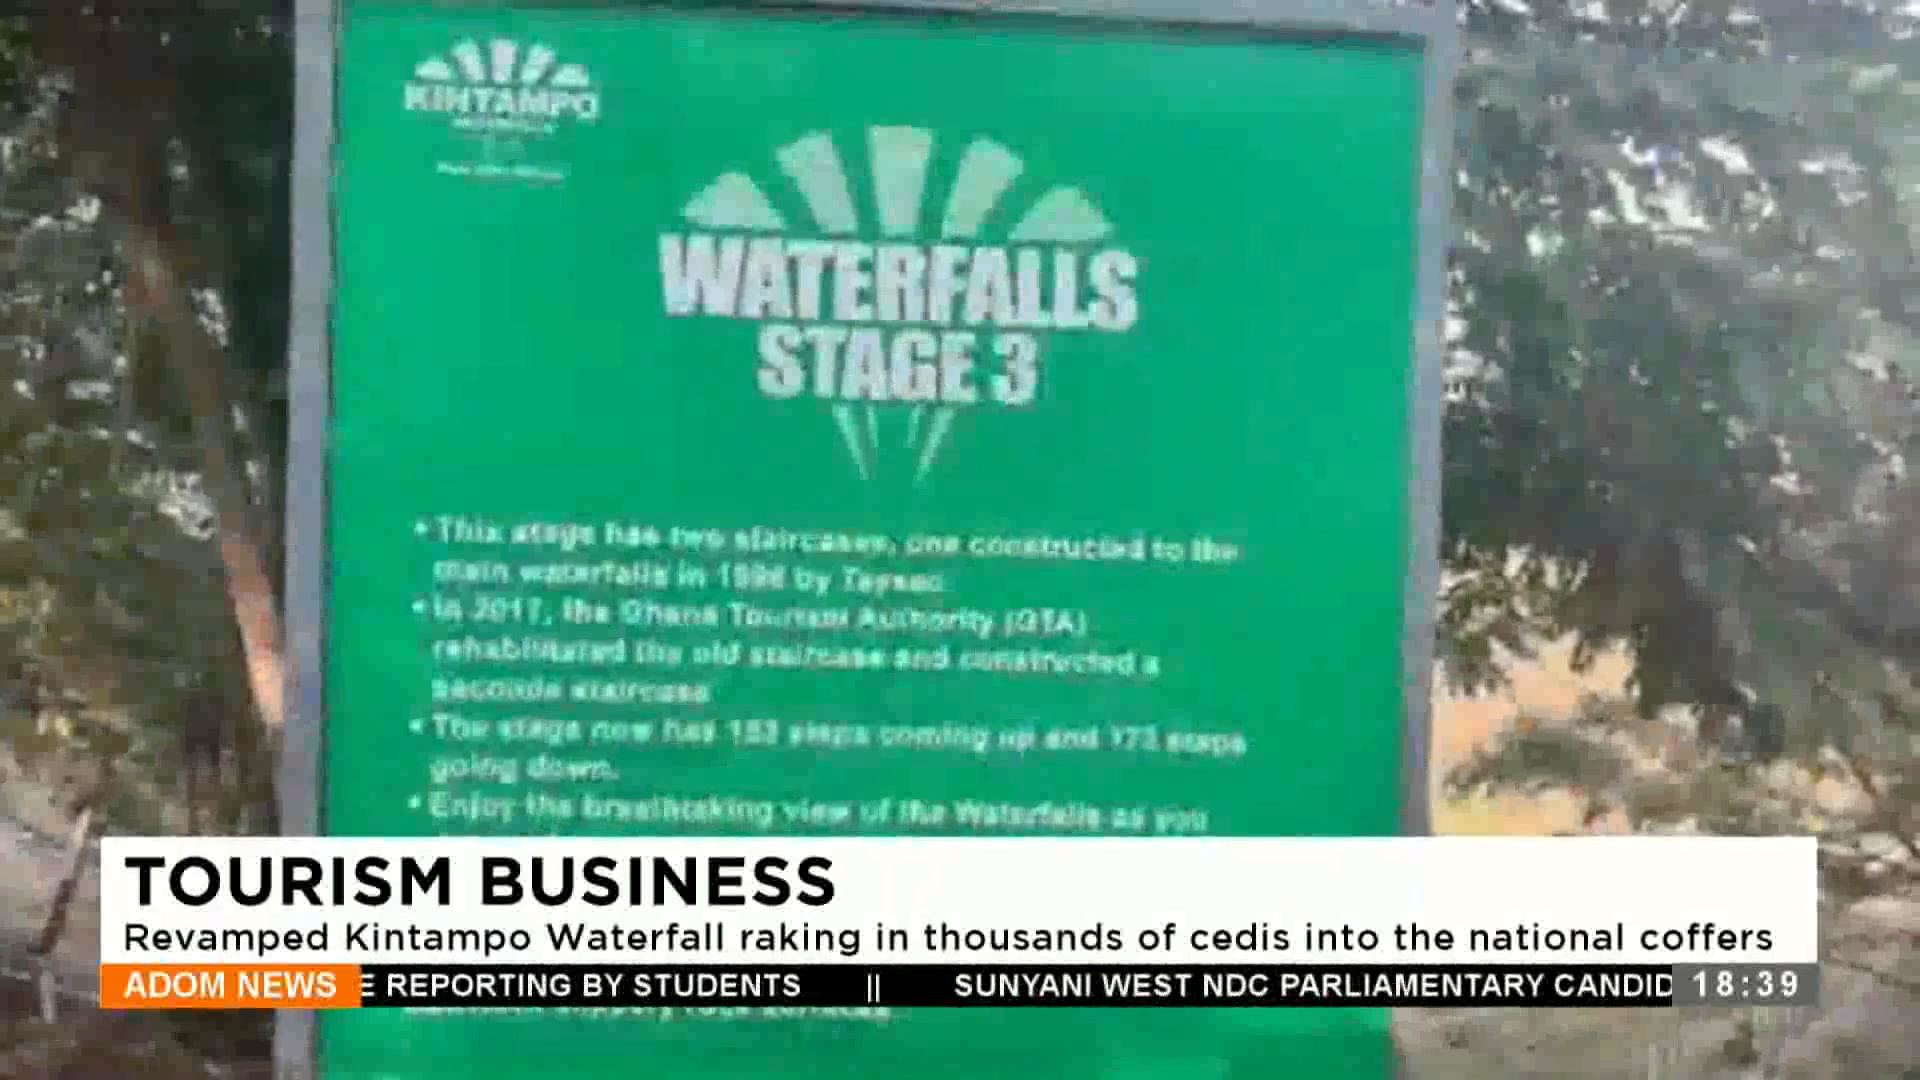 KINTAMPO
WATERFALLS
STAGE 3
• This stage has two staircases, one constructed to the
main waterfalls in by
• In 2017, the Ghana Tourism Authority (GTA)
rehabilitated the old staircase and constructed a
seconde staircase
• The stage now has steps coming up and steps
going down.
• Enjoy the breathtaking view of the Waterfalls as you
TOURISM BUSINESS
Revamped Kintampo Waterfall raking in thousands of cedis into the national coffers
ADOM NEWS E REPORTING BY STUDENTS || SUNYANI WEST NDC PARLIAMENTARY CANDID 18:39